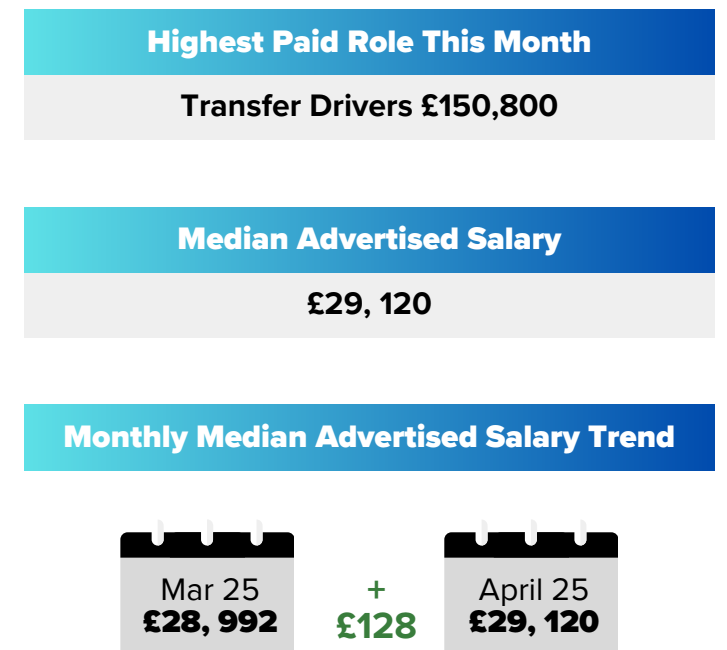 Highest Paid Role This Month
Transfer Drivers £150,800
Median Advertised Salary
£29, 120
Monthly Median Advertised Salary Trend
Mar 25
£28, 992
+
£128
April 25
£29, 120